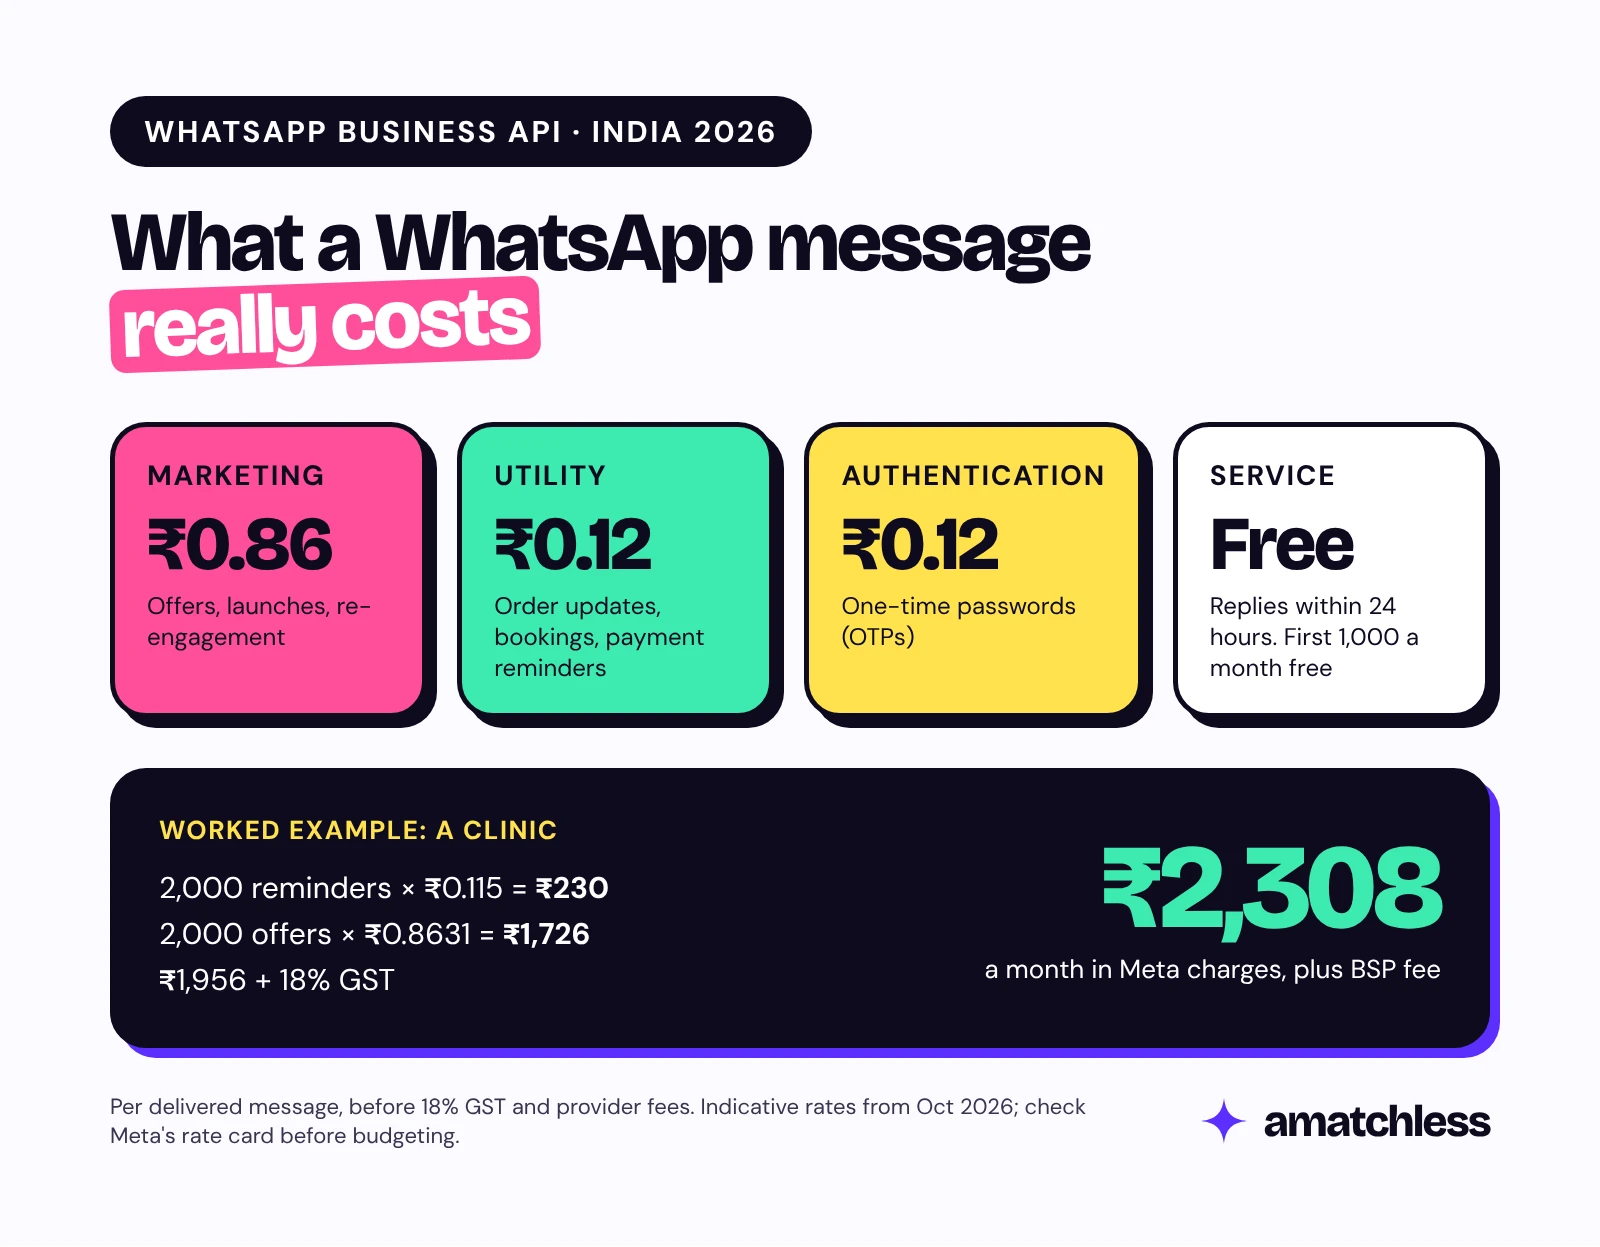 WHATSAPP BUSINESS API · INDIA 2026
What a WhatsApp message
really costs
MARKETING
₹0.86
Offers, launches, re-
engagement
UTILITY
₹0.12
Order updates,
bookings, payment
reminders
AUTHENTICATION
₹0.12
One-time passwords
(OTPs)
SERVICE
Free
Replies within 24
hours. First 1,000 a
month free
WORKED EXAMPLE: A CLINIC
2,000 reminders × ₹0.115 = ₹230
2,000 offers × ₹0.8631 = ₹1,726
₹1,956 + 18% GST
₹2,308
a month in Meta charges, plus BSP fee
Per delivered message, before 18% GST and provider fees. Indicative rates from Oct 2026; check
Meta's rate card before budgeting.
amatchless